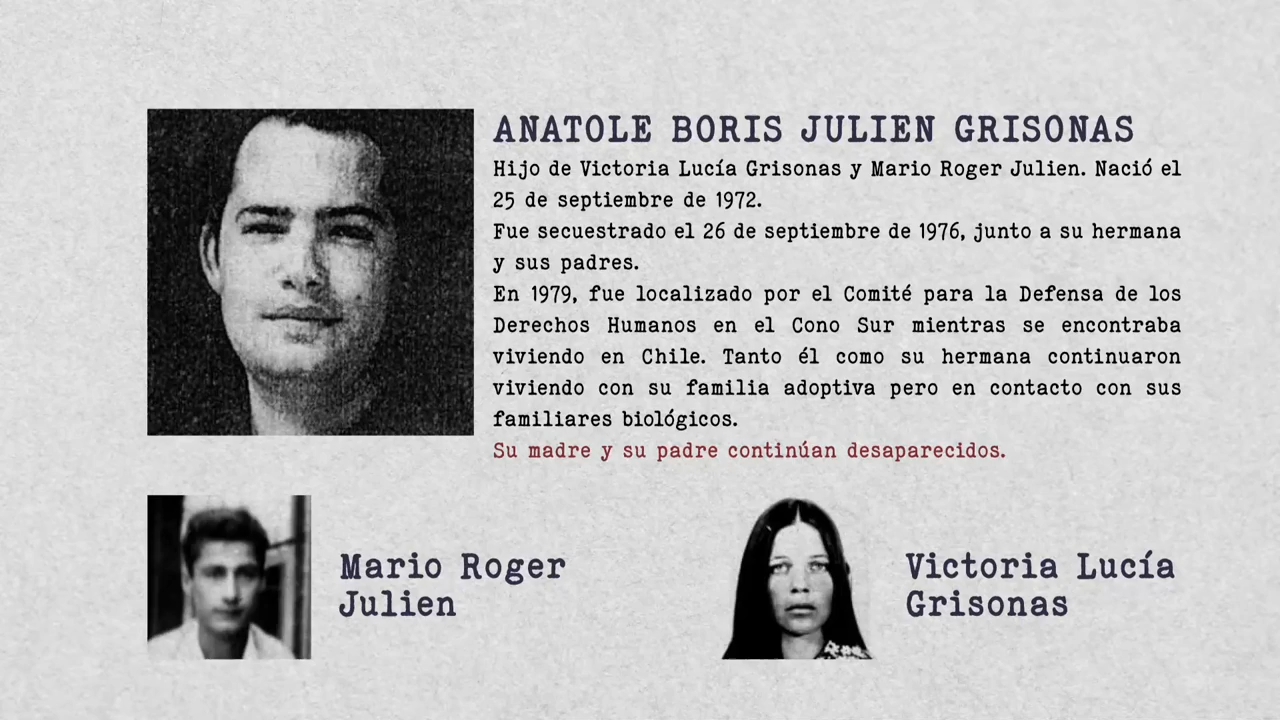 ANATOLE BORIS JULIEN GRISONAS
Hijo de Victoria Lucía Grisonas y Mario Roger Julien. Nació el
25 de septiembre de 1972.
Fue secuestrado el 26 de septiembre de 1976, junto a su hermana
y sus padres.
En 1979, fue localizado por el Comité para la Defensa de los
Derechos Humanos en el Cono Sur mientras se encontraba
viviendo en Chile. Tanto él como su hermana continuaron
viviendo con su familia adoptiva pero en contacto con sus
familiares biológicos.
Su madre y su padre continúan desaparecidos.
Mario Roger
Julien
Victoria Lucía
Grisonas